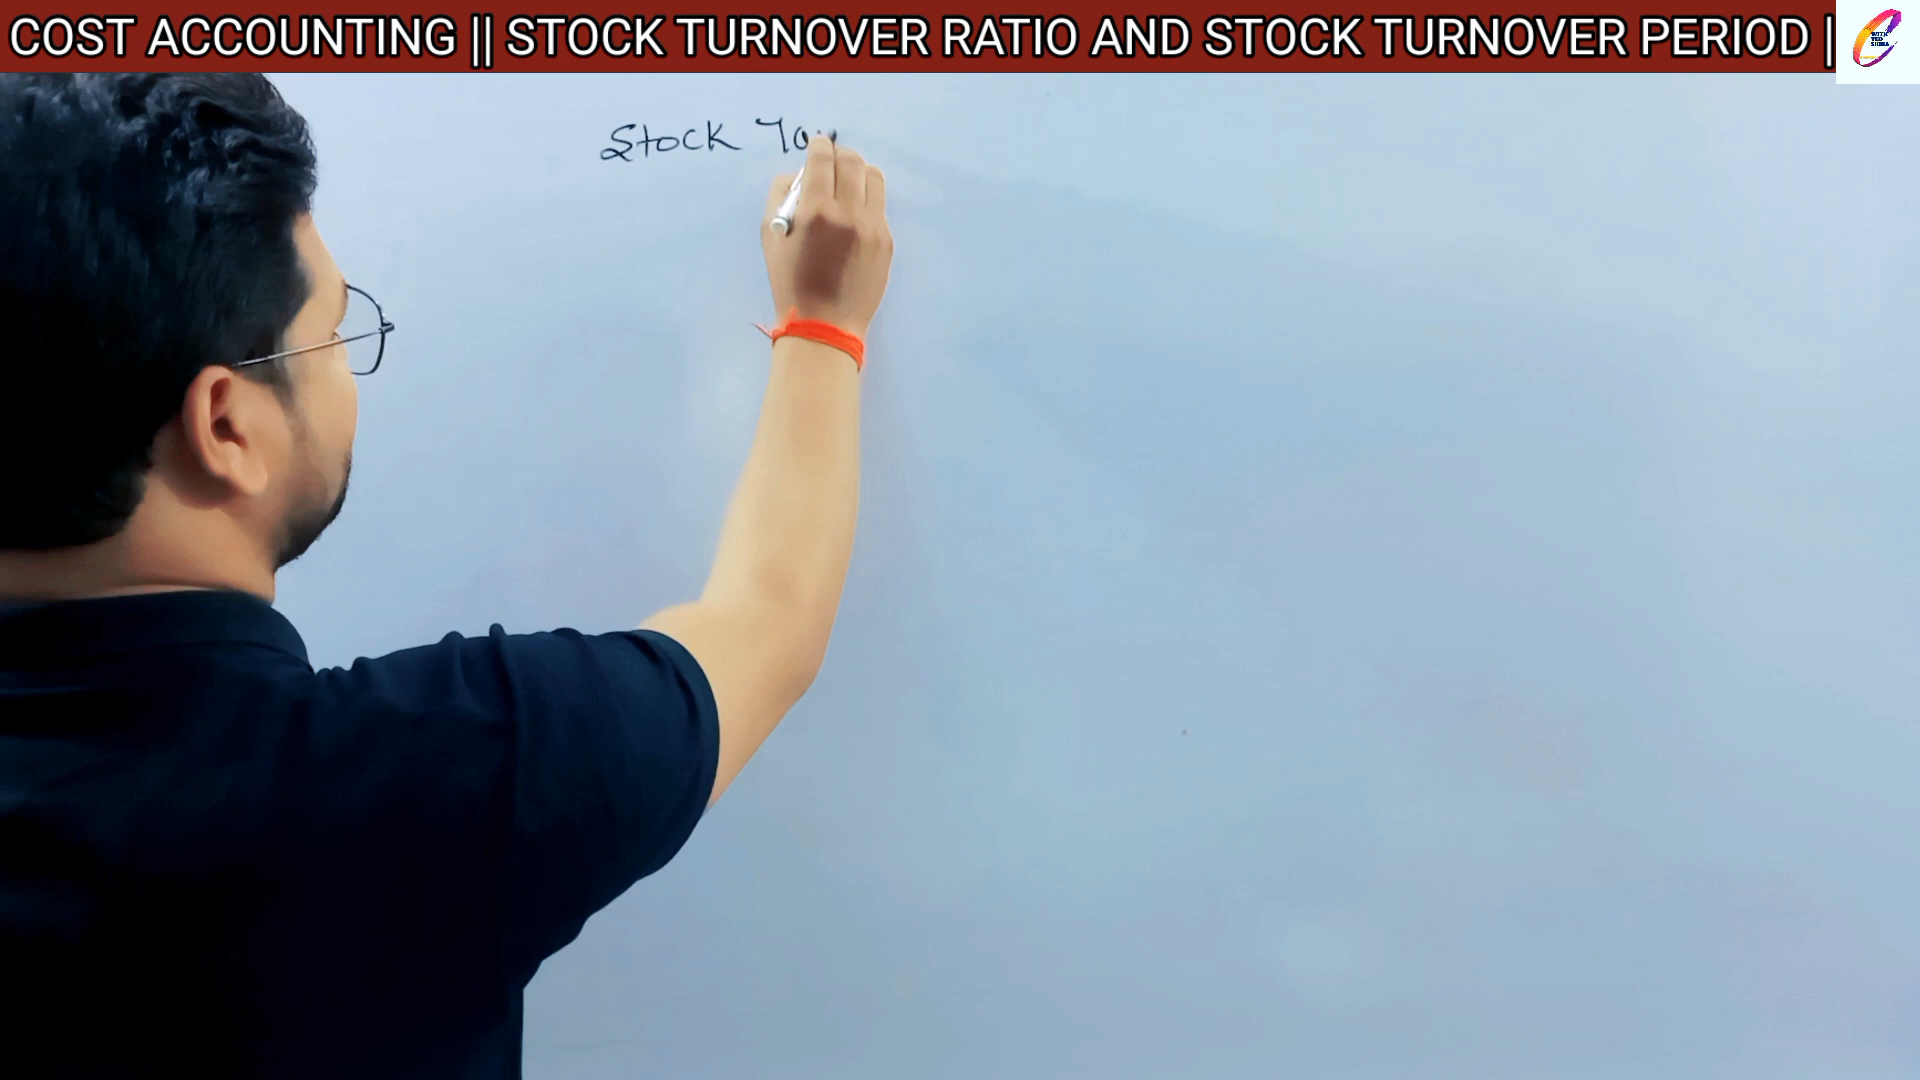 COST ACCOUNTING || STOCK TURNOVER RATIO AND STOCK TURNOVER PERIOD |
Stock